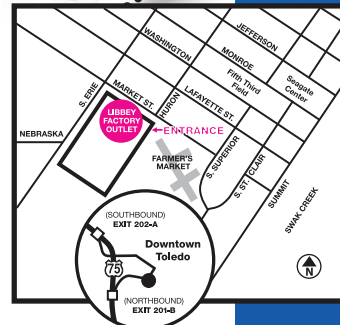 JEFFERSON
WASHINGTON
MONROE
Fifth Third
Field
Seagate
Center
S. ERIE
MARKET ST.
HURON
LAFAYETTE ST.
LIBBEY
FACTORY
OUTLET
ENTRANCE
NEBRASKA
FARMER'S
MARKET
S. SUPERIOR
S. ST. CLAIR
SUMMIT
SWAK CREEK
(SOUTHBOUND)
EXIT 202-A
Downtown
Toledo
75
(NORTHBOUND)
EXIT 201-B
N